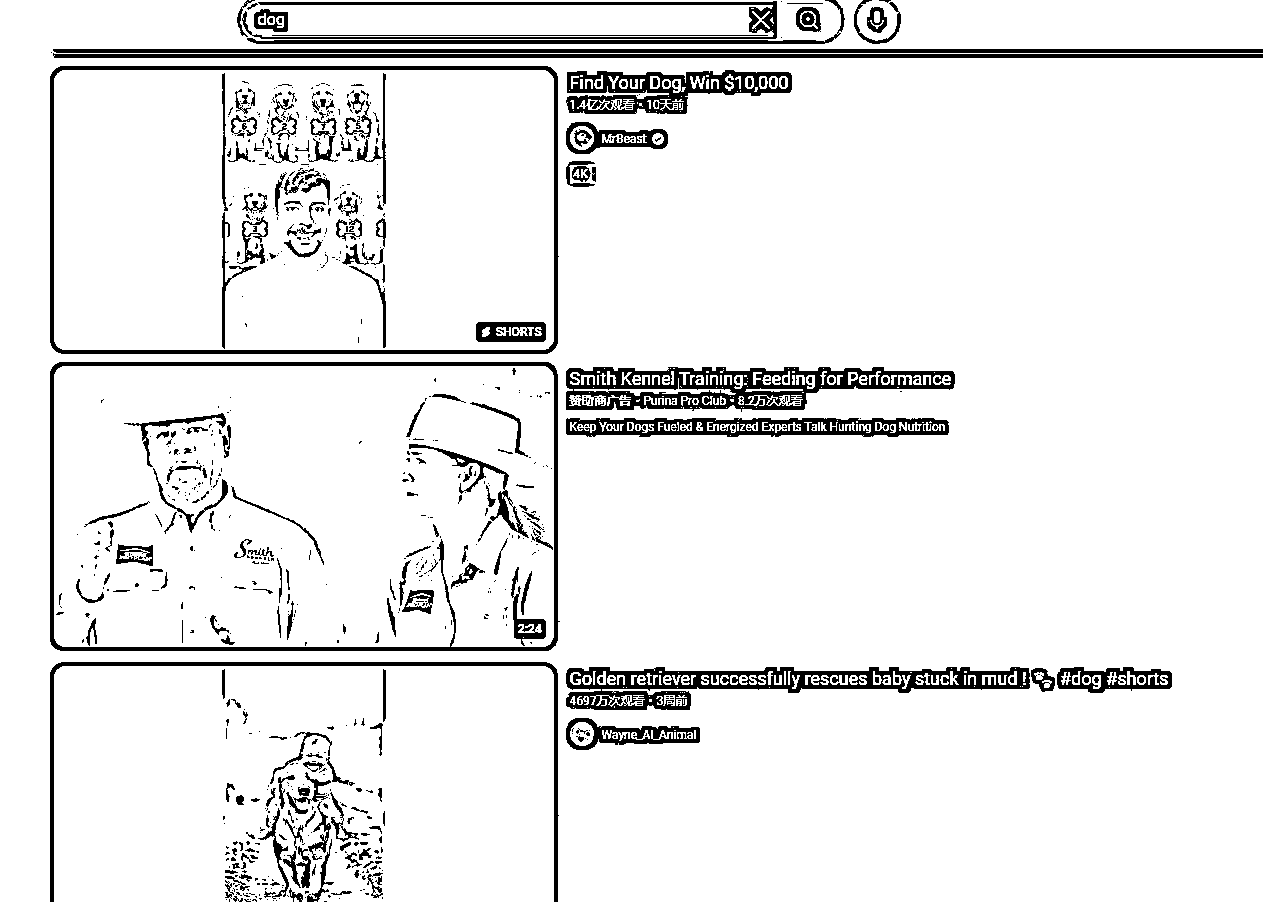 dog
Find Your Dog, Win $10,000
1.4亿次观看 · 10天前
MrBeast
4K
SHORTS
Smith Kennel Training: Feeding for Performance
赞助商广告 · Purina Pro Club · 8.2万次观看
Keep Your Dogs Fueled & Energized Experts Talk Hunting Dog Nutrition
Smith
2:24
Golden retriever successfully rescues baby stuck in mud ! 🐾 #dog #shorts
4697万次观看 · 3周前
Wayne_AI_Animal